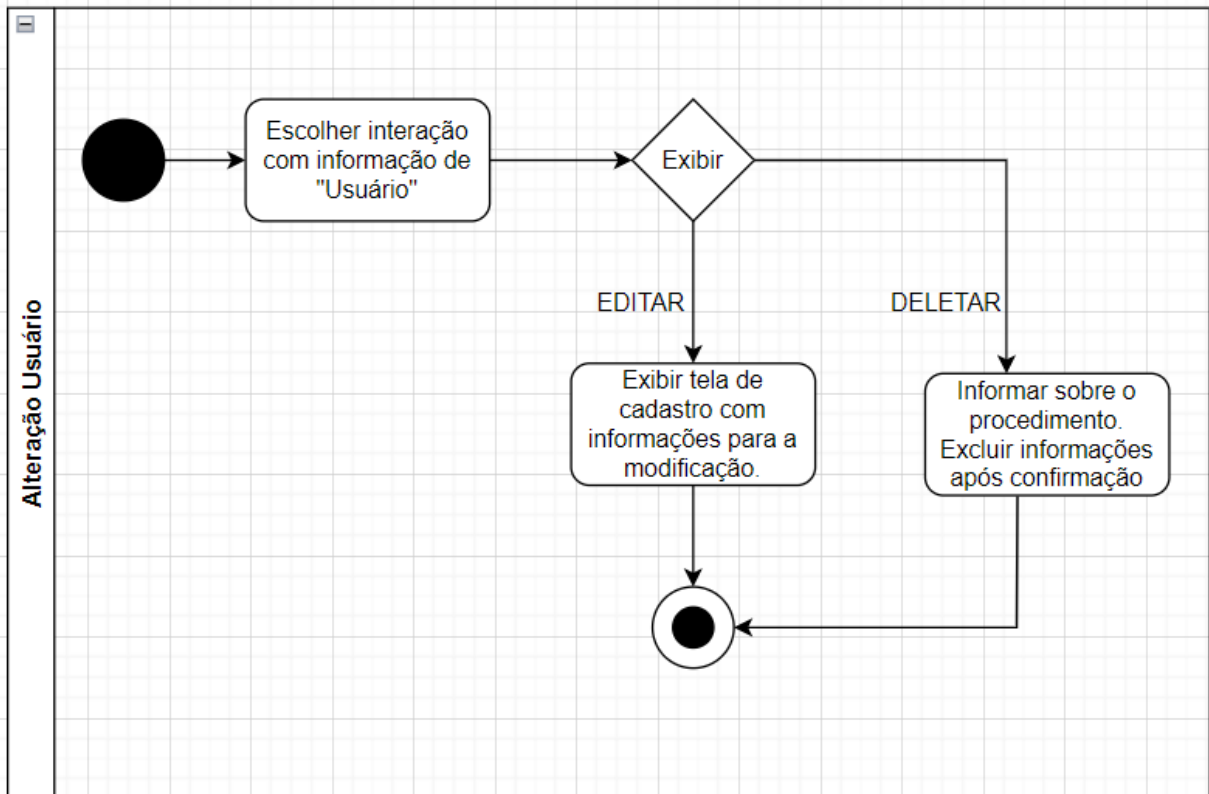 Alteração Usuário
Escolher interação
com informação de
"Usuário"
Exibir
EDITAR
DELETAR
Exibir tela de
cadastro com
informações para a
modificação.
Informar sobre o
procedimento.
Excluir informações
após confirmação